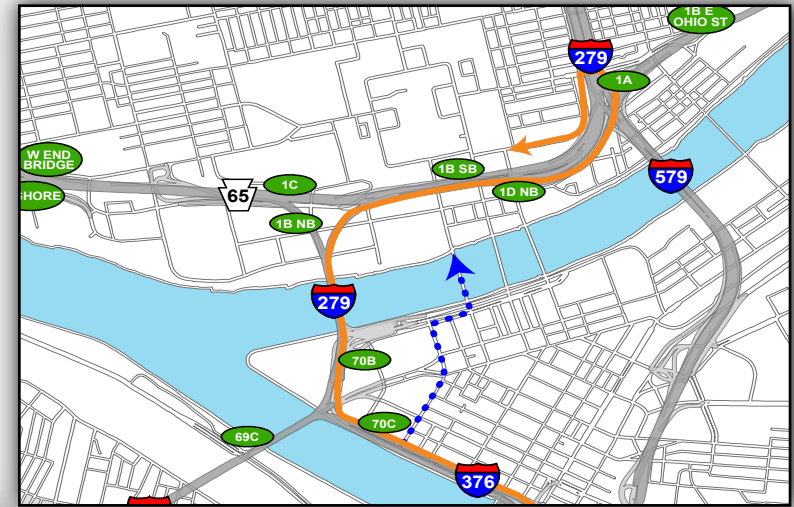 1B E
OHIO ST
279
1A
W END
BRIDGE
1B SB
579
1C
1D NB
65
HORE
1B NB
279
70B
70C
69C
376